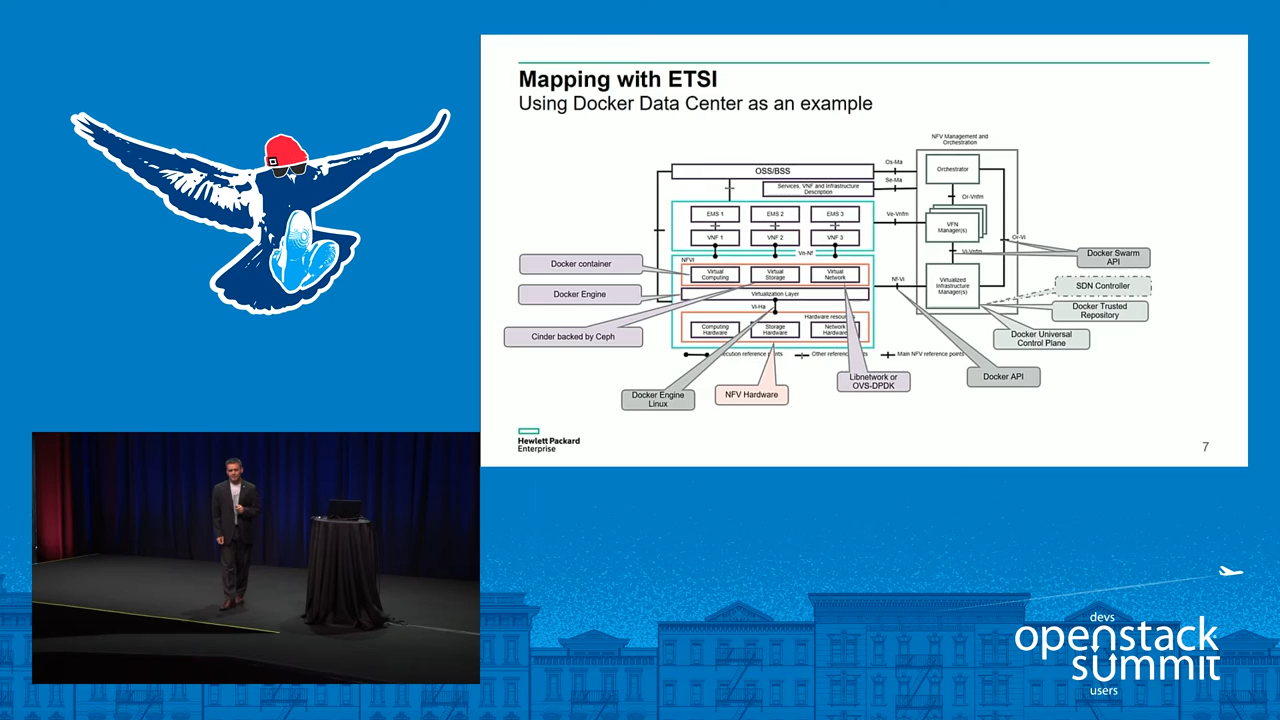 Mapping with ETSI
Using Docker Data Center as an example
NFV Management and
Orchestration
Os-Ma
OSS/BSS
Orchestrator
Se-Ma
Services, VNF and Infrastructure
Description
Or-Vnfm
EMS 1
EMS 2
EMS 3
Ve-Vnfm
VFN
Manager(s)
VNF 1
VNF 2
VNF 3
Or-Vi
Vn-Nf
Vi-Vnfm
Docker Swarm
API
NFVI
Docker container
Virtual
Computing
Virtual
Storage
Virtual
Network
Nf-Vi
Virtualized
Infrastructure
Manager(s)
SDN Controller
Docker Engine
Virtualization Layer
Vi-Ha
Docker Trusted
Repository
Hardware resourc
Cinder backed by Ceph
Computing
Hardware
Storage
Hardware
Network
Hardware
Docker Universal
Control Plane
ecution reference p nts
Other referenc ts
Main NFV reference points
Docker API
Libnetwork or
OVS-DPDK
Docker Engine
Linux
NFV Hardware
Hewlett Packard
Enterprise
7
devs
openstack
summit
users